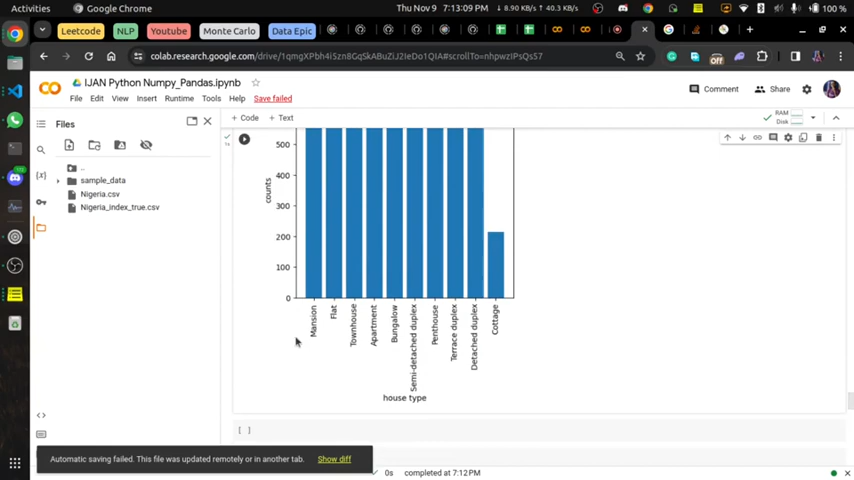 Activities
Google Chrome
Thu Nov 9 7:13:09 PM ↓ 8.90 KB/s ↑ 40.3 KB/s
100 %
Leetcode
NLP
Youtube
Monte Carlo
Data Epic
colab.research.google.com/drive/1qmgXPbh4iSzn8GqSkABuZiJ2IeDo1QIA#scrollTo=nhpwzIPsQs57
Off
IJAN Python Numpy_Pandas.ipynb
File Edit View Insert Runtime Tools Help Save failed
Comment
Share
RAM
Disk
Files
+ Code + Text
..
sample_data
Nigeria.csv
Nigeria_index_true.csv
{x}
1s
500
400
300
200
100
0
counts
Mansion
Flat
Townhouse
Apartment
Bungalow
Semi-detached duplex
Penthouse
Terrace duplex
Detached duplex
Cottage
house type
[ ]
Automatic saving failed. This file was updated remotely or in another tab. Show diff
0s completed at 7:12 PM